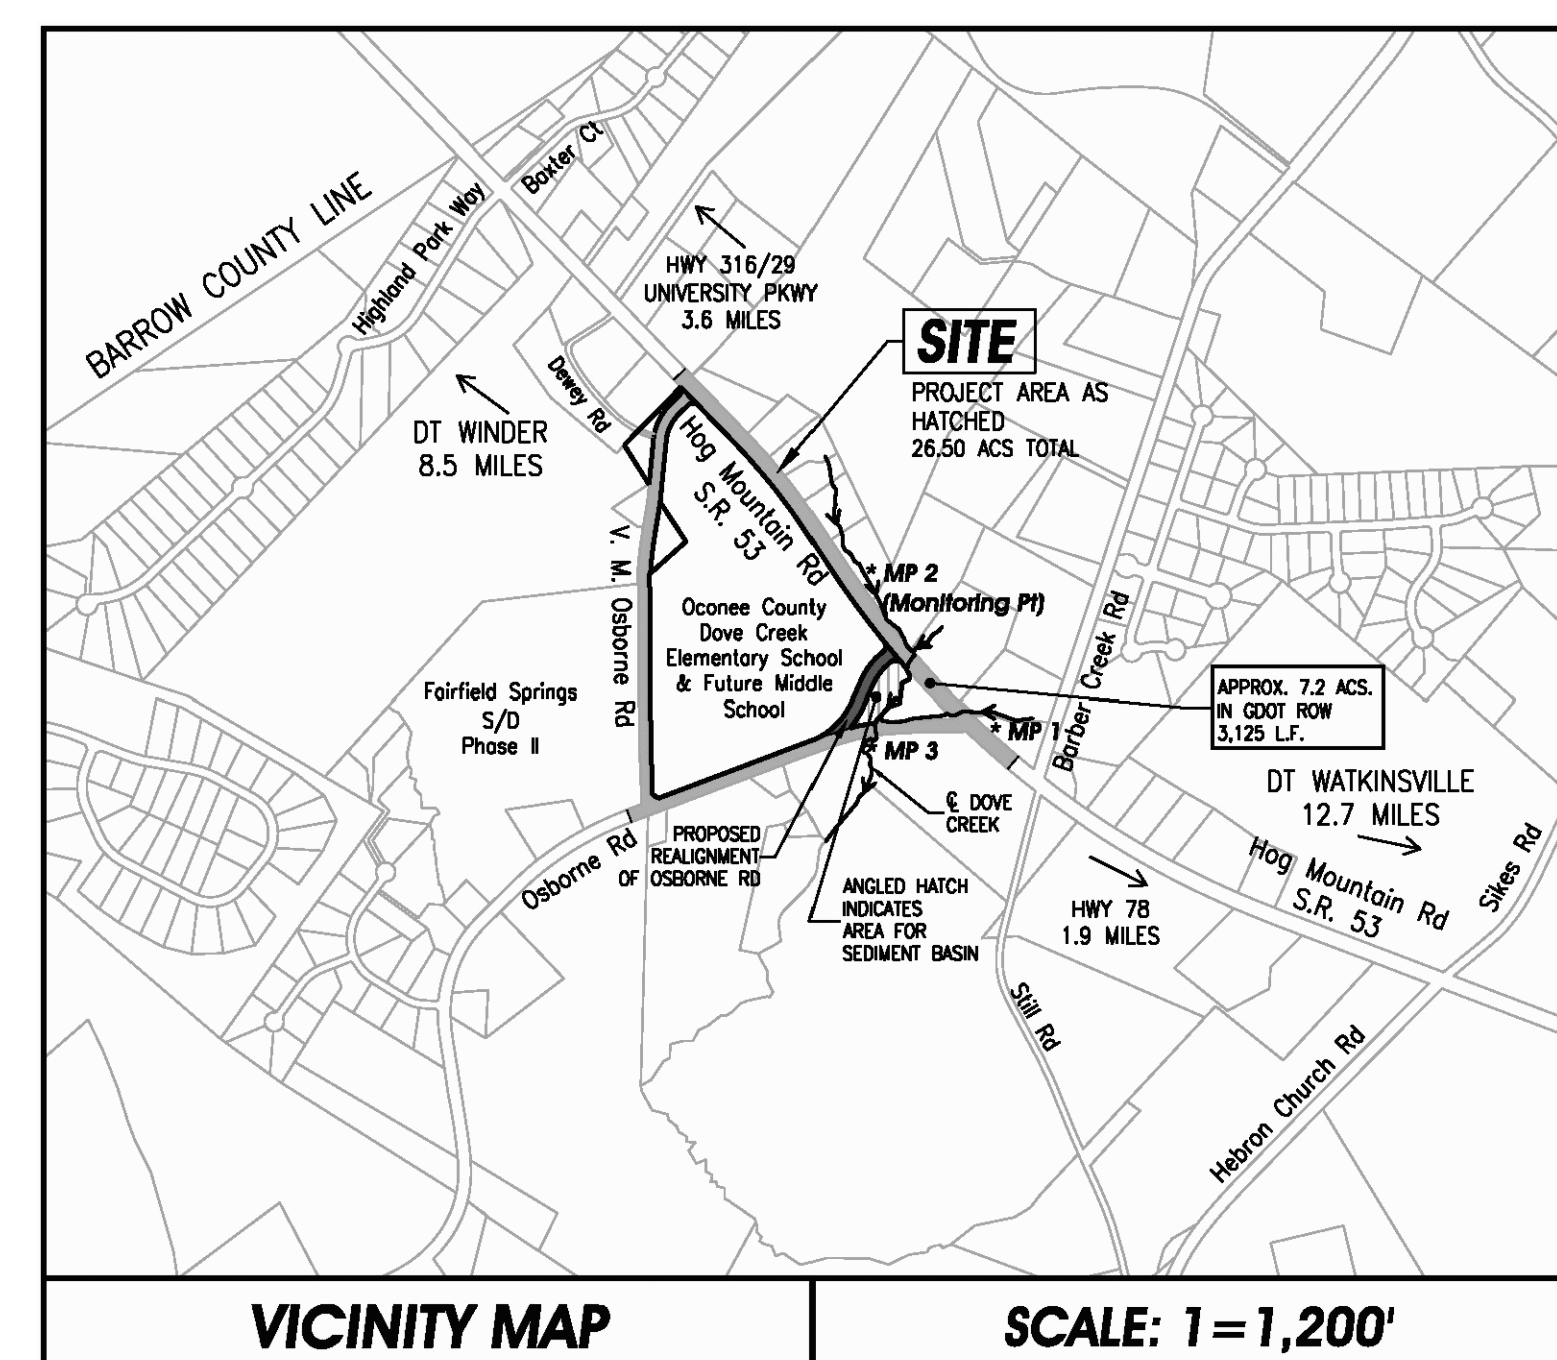 BARROW COUNTY LINE
Highland Park Way
Baxter Ct
HWY 316/29
UNIVERSITY PKWY
3.6 MILES
Dewey Rd
DT WINDER
8.5 MILES
SITE
PROJECT AREA AS
HATCHED
26.50 ACS TOTAL
Hog Mountain Rd
S.R. 53
V. M. Osborne Rd
* MP 2
(Monitoring Pt)
Oconee County
Dove Creek
Elementary School
& Future Middle
School
Fairfield Springs
S/D
Phase II
Barber Creek Rd
APPROX. 7.2 ACS.
IN GDOT ROW
3,125 L.F.
* MP 1
* MP 3
℄ DOVE
CREEK
DT WATKINSVILLE
12.7 MILES
PROPOSED
REALIGNMENT
OF OSBORNE RD
Osborne Rd
ANGLED HATCH
INDICATES
AREA FOR
SEDIMENT BASIN
HWY 78
1.9 MILES
Hog Mountain Rd
S.R. 53
Sikes Rd
Still Rd
Hebron Church Rd
VICINITY MAP
SCALE: 1=1,200'